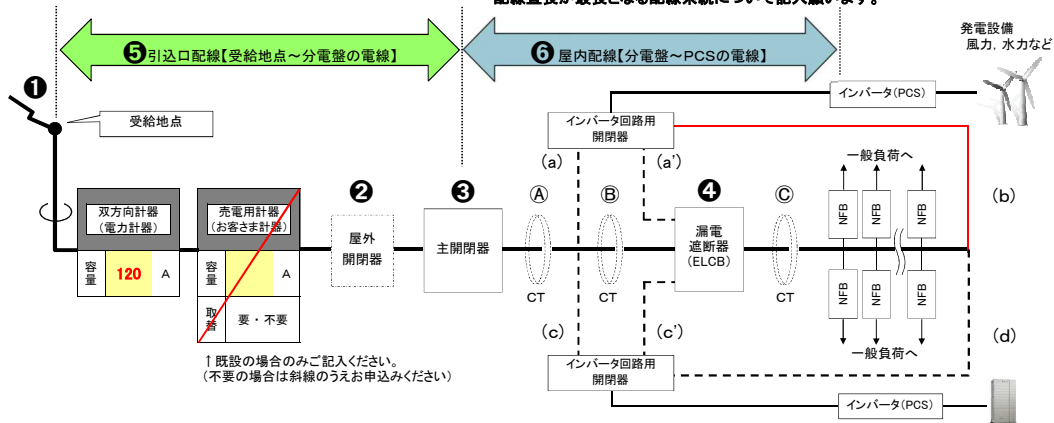 配線亘長が最長となる配線系統について記入願います。
発電設備
風力，水力など
❺引込口配線【受給地点～分電盤の電線】
❻屋内配線【分電盤～PCSの電線】
❶
受給地点
インバータ(PCS)
インバータ回路用
開閉器
(a)
(a')
一般負荷へ
(b)
双方向計器
(電力計器)
容量
120
A
売電用計器
(お客さま計器)
容量
A
取替
要・不要
❷
屋外
開閉器
❸
主開閉器
Ⓐ
CT
Ⓑ
CT
❹
漏電
遮断器
(ELCB)
Ⓒ
CT
NFB
NFB
NFB
NFB
NFB
NFB
(c)
(c')
一般負荷へ
(d)
↑既設の場合のみご記入ください。
(不要の場合は斜線のうえお申込みください)
インバータ回路用
開閉器
インバータ(PCS)